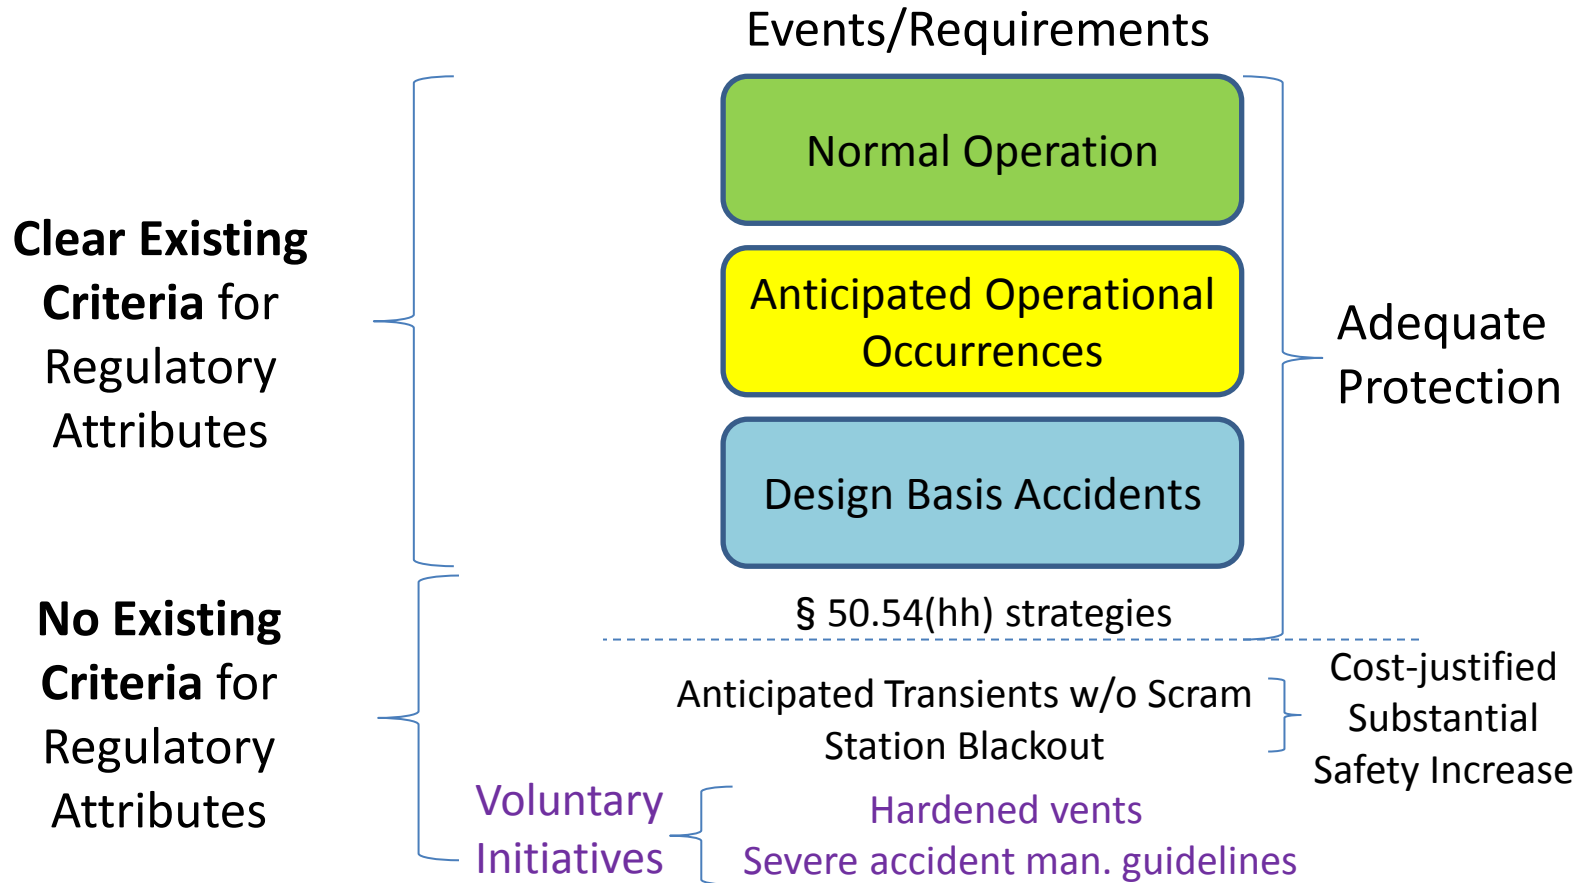 Events/Requirements
Normal Operation
Clear Existing
Criteria for
Regulatory
Attributes
Anticipated Operational
Occurrences
Adequate
Protection
Design Basis Accidents
No Existing
Criteria for
Regulatory
Attributes
§ 50.54(hh) strategies
Anticipated Transients w/o Scram
Station Blackout
Cost-justified
Substantial
Safety Increase
Voluntary
Initiatives
Hardened vents
Severe accident man. guidelines